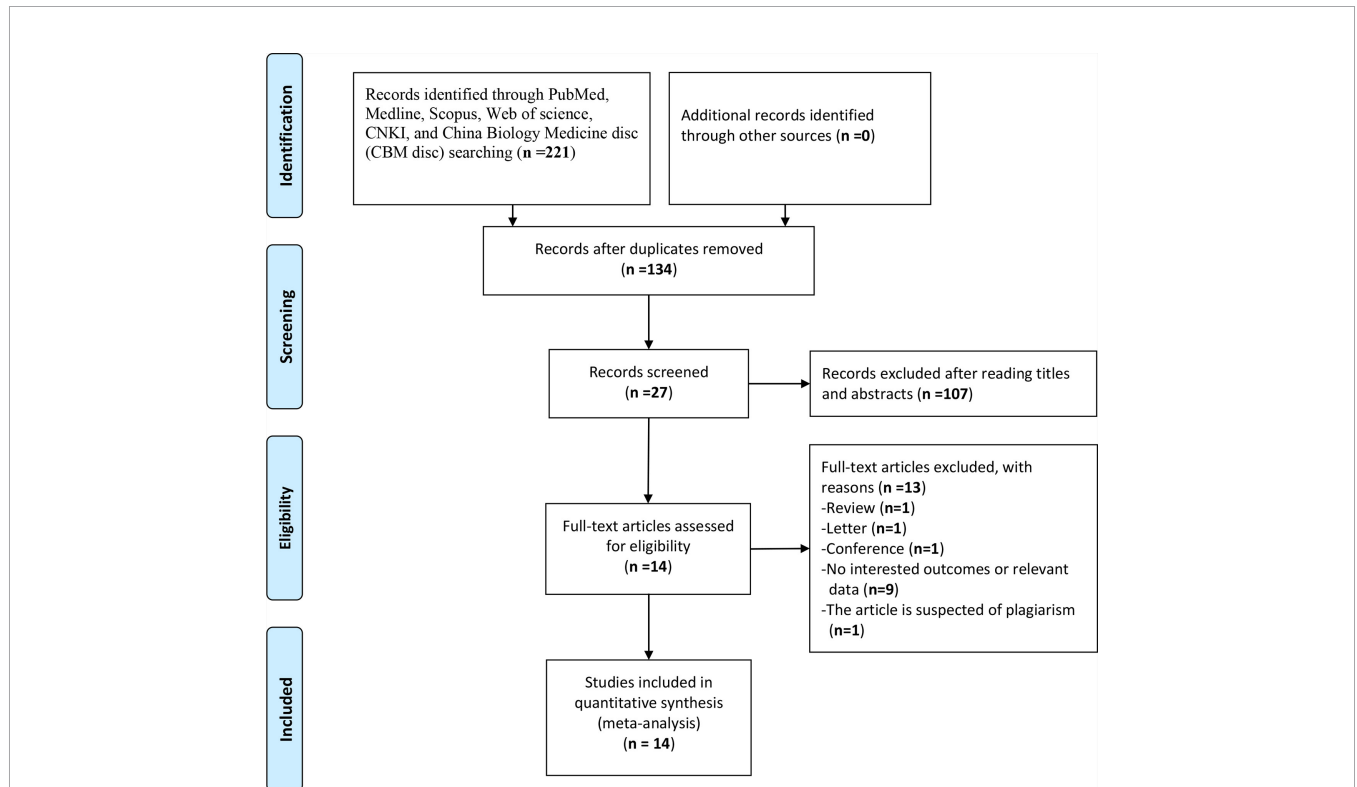 Identification
Records identified through PubMed,
Medline, Scopus, Web of science,
CNKI, and China Biology Medicine disc
(CBM disc) searching (n =221)
Additional records identified
through other sources (n =0)
Records after duplicates removed
(n =134)
Screening
Records screened
(n =27)
Records excluded after reading titles
and abstracts (n =107)
Eligibility
Full-text articles assessed
for eligibility
(n =14)
Full-text articles excluded, with
reasons (n =13)
-Review (n=1)
-Letter (n=1)
-Conference (n=1)
-No interested outcomes or relevant
data (n=9)
-The article is suspected of plagiarism
(n=1)
Included
Studies included in
quantitative synthesis
(meta-analysis)
(n = 14)